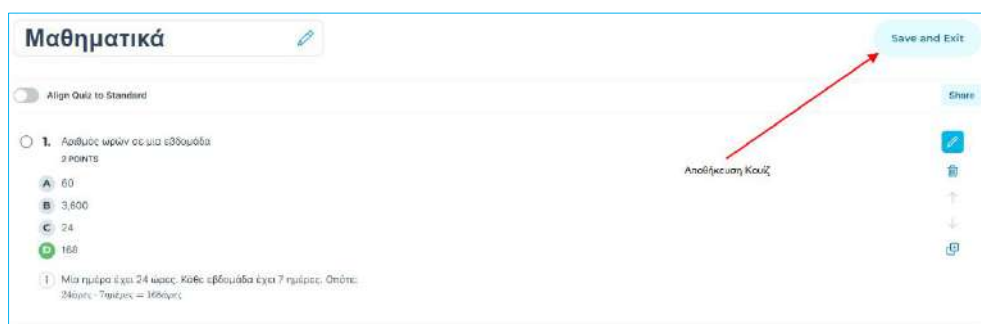 Μαθηματικά
Save and Exit
Align Quiz to Standard
Share
1. Αριθμός ωρών σε μια εβδομάδα
2 POINTS
Αποθήκευση Κουίζ
A 60
B 3,600
C 24
D 168
Μια ημέρα έχει 24 ώρες. Κάθε εβδομάδα έχει 7 ημέρες. Οπότε:
24ώρες · 7ημέρες = 168ώρες